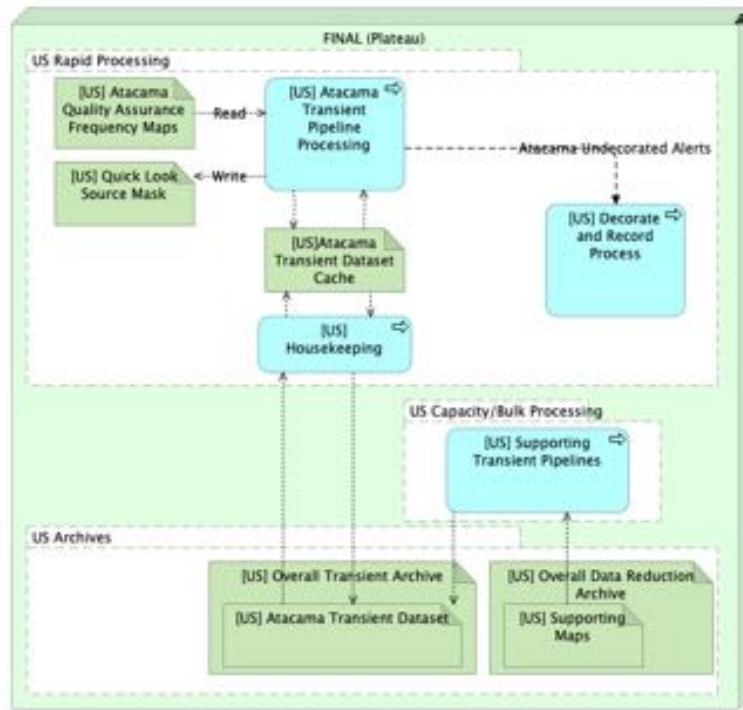 FINAL (Plateau)
US Rapid Processing
[US] Atacama
Quality Assurance
Frequency Maps
Read
[US] Atacama
Transient
Pipeline
Processing
[US] Quick Look
Source Mask
Write
Atacama Undecorated Alerts
[US] Decorate
and Record
Process
[US]Atacama
Transient Dataset
Cache
[US]
Housekeeping
US Capacity/Bulk Processing
[US] Supporting
Transient Pipelines
US Archives
[US] Overall Transient Archive
[US] Atacama Transient Dataset
[US] Overall Data Reduction
Archive
[US] Supporting
Maps